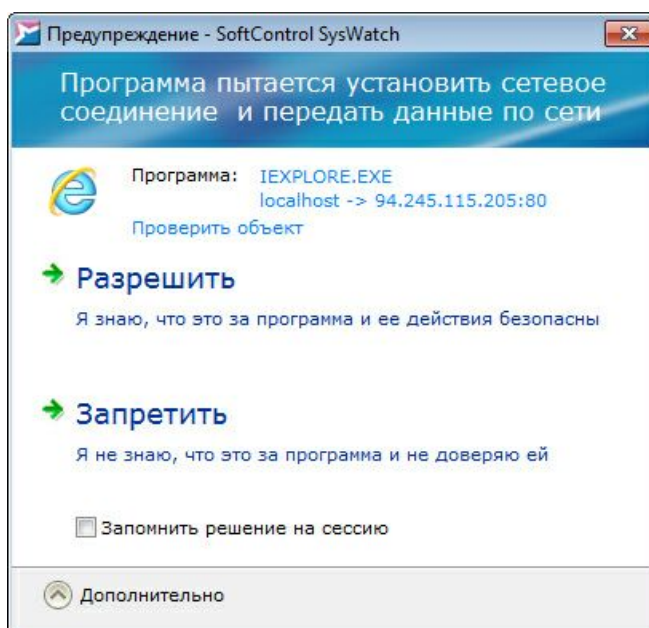 Предупреждение - SoftControl SysWatch
Программа пытается установить сетевое
соединение и передать данные по сети
Программа: IEXPLORE.EXE
localhost -> 94.245.115.205:80
Проверить объект
Разрешить
Я знаю, что это за программа и ее действия безопасны
Запретить
Я не знаю, что это за программа и не доверяю ей
Запомнить решение на сессию
Дополнительно